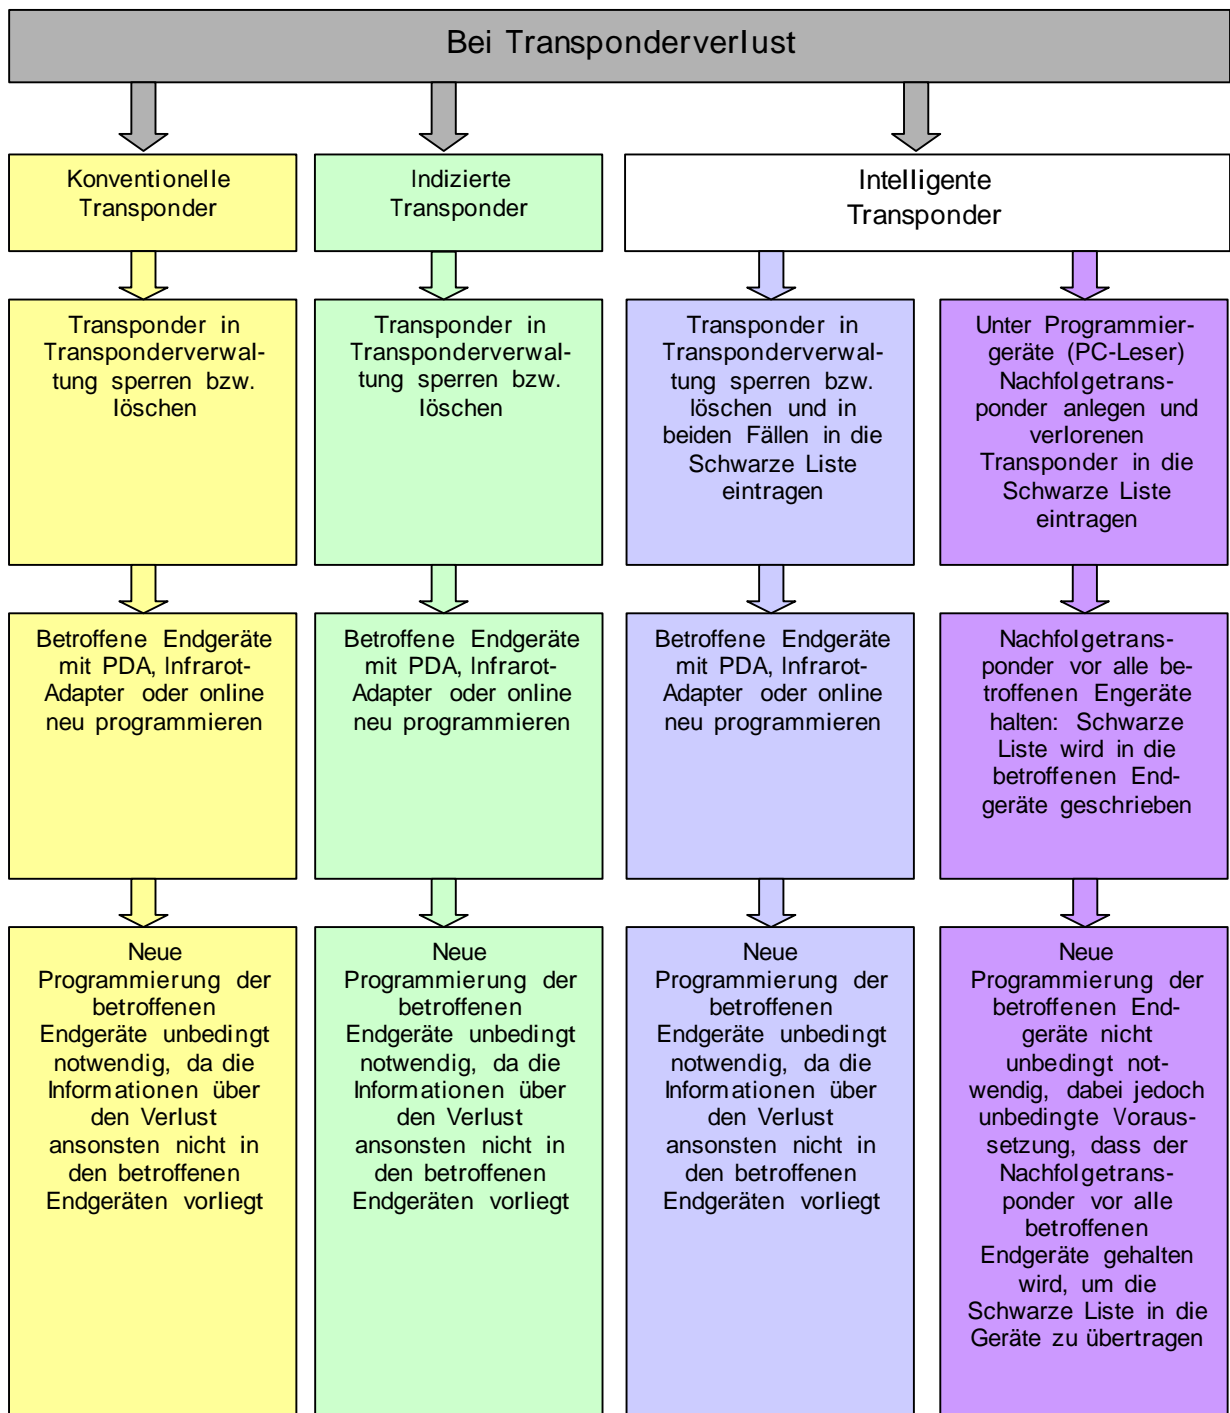 Bei Transponderverlust
Konventionelle
Transponder
Indizierte
Transponder
Intelligente
Transponder
Transponder in
Transponderverwal-
tung sperren bzw.
löschen
Transponder in
Transponderverwal-
tung sperren bzw.
löschen
Transponder in
Transponderverwal-
tung sperren bzw.
löschen und in
beiden Fällen in die
Schwarze Liste
eintragen
Unter Programmier-
geräte (PC-Leser)
Nachfolgetrans-
ponder anlegen und
verlorenen
Transponder in die
Schwarze Liste
eintragen
Betroffene Endgeräte
mit PDA, Infrarot-
Adapter oder online
neu programmieren
Betroffene Endgeräte
mit PDA, Infrarot-
Adapter oder online
neu programmieren
Betroffene Endgeräte
mit PDA, Infrarot-
Adapter oder online
neu programmieren
Nachfolgetrans-
ponder vor alle be-
troffenen Engeräte
halten: Schwarze
Liste wird in die
betroffenen End-
geräte geschrieben
Neue
Programmierung der
betroffenen
Endgeräte unbedingt
notwendig, da die
Informationen über
den Verlust
ansonsten nicht in
den betroffenen
Endgeräten vorliegt
Neue
Programmierung der
betroffenen
Endgeräte unbedingt
notwendig, da die
Informationen über
den Verlust
ansonsten nicht in
den betroffenen
Endgeräten vorliegt
Neue
Programmierung der
betroffenen
Endgeräte unbedingt
notwendig, da die
Informationen über
den Verlust
ansonsten nicht in
den betroffenen
Endgeräten vorliegt
Neue
Programmierung der
betroffenen End-
geräte nicht
unbedingt not-
wendig, dabei jedoch
unbedingte Voraus-
setzung, dass der
Nachfolgetrans-
ponder vor alle
betroffenen
Endgeräte gehalten
wird, um die
Schwarze Liste in die
Geräte zu übertragen